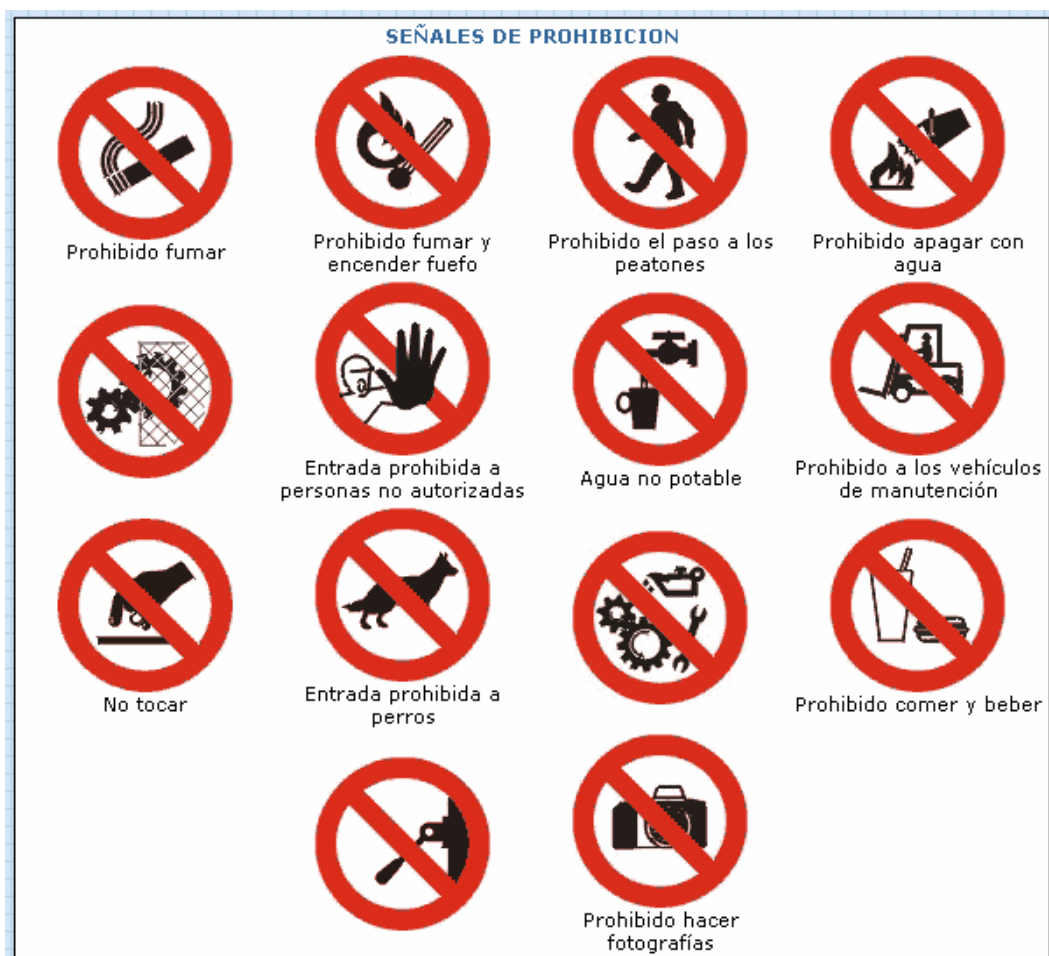 SEÑALES DE PROHIBICION
Prohibido fumar
Prohibido fumar y
encender fuefo
Prohibido el paso a los
peatones
Prohibido apagar con
agua
Entrada prohibida a
personas no autorizadas
Agua no potable
Prohibido a los vehículos
de manutención
No tocar
Entrada prohibida a
perros
Prohibido comer y beber
Prohibido hacer
fotografías